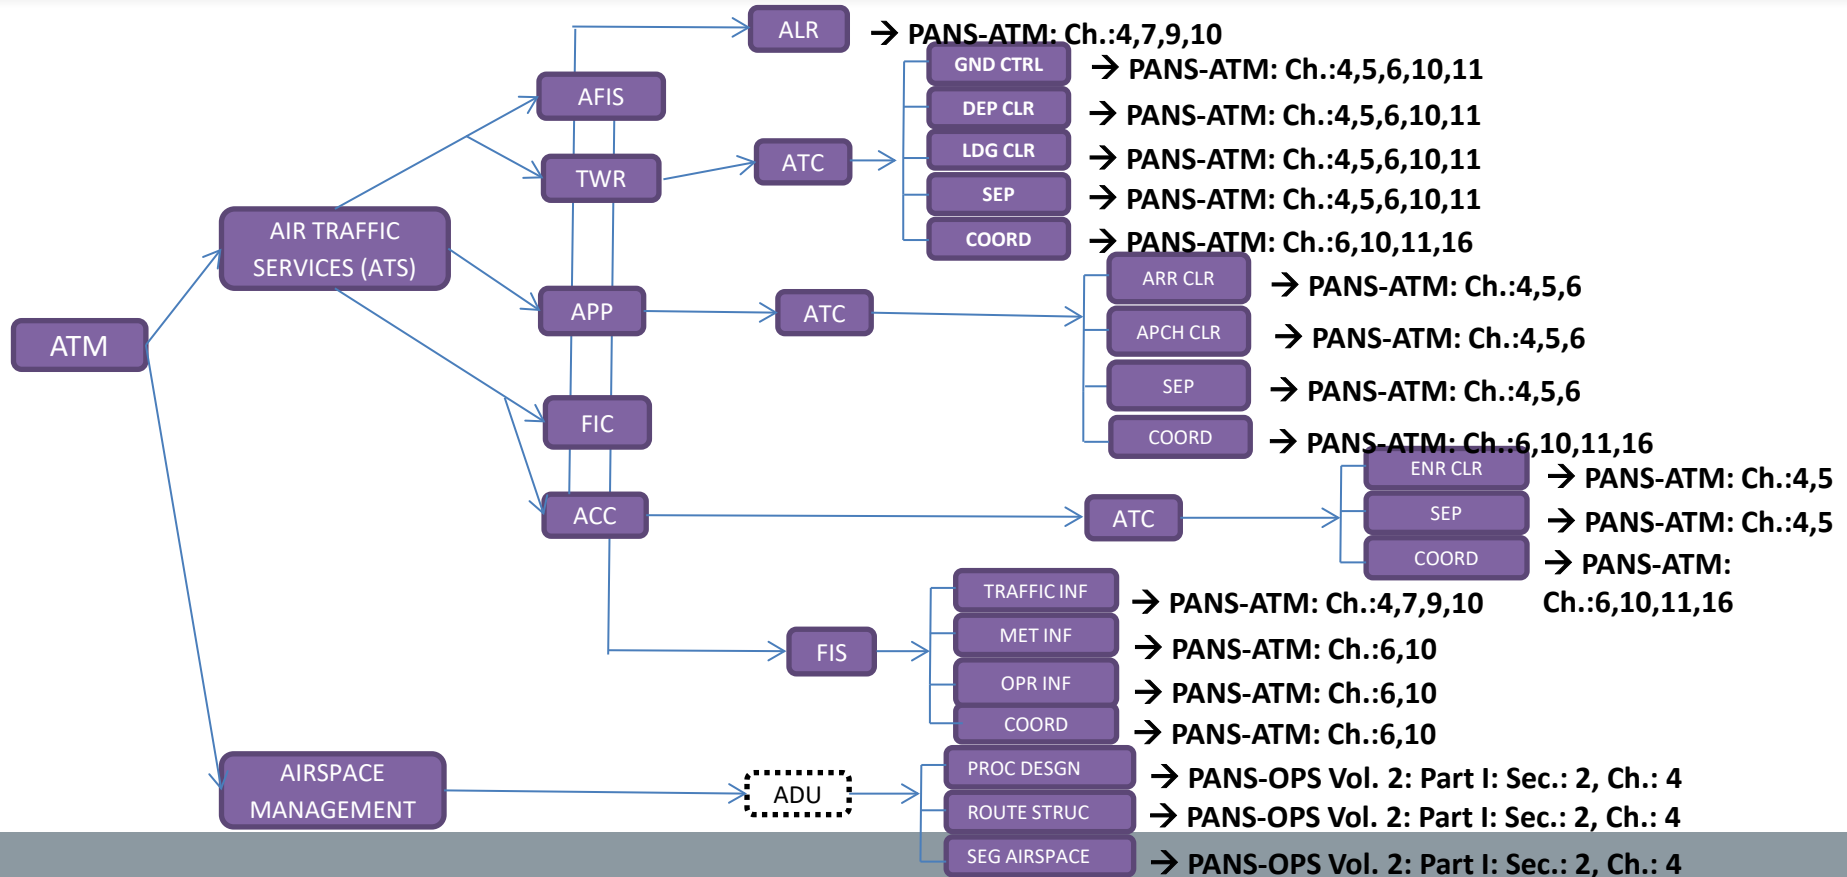 ALR
→ PANS-ATM: Ch.:4,7,9,10
GND CTRL
→ PANS-ATM: Ch.:4,5,6,10,11
AFIS
DEP CLR
→ PANS-ATM: Ch.:4,5,6,10,11
LDG CLR
→ PANS-ATM: Ch.:4,5,6,10,11
TWR
ATC
SEP
→ PANS-ATM: Ch.:4,5,6,10,11
COORD
→ PANS-ATM: Ch.:6,10,11,16
AIR TRAFFIC
SERVICES (ATS)
ARR CLR
→ PANS-ATM: Ch.:4,5,6
APP
ATC
APCH CLR
→ PANS-ATM: Ch.:4,5,6
ATM
SEP
→ PANS-ATM: Ch.:4,5,6
FIC
COORD
→ PANS-ATM: Ch.:6,10,11,16
ENR CLR
→ PANS-ATM: Ch.:4,5
ACC
ATC
SEP
→ PANS-ATM: Ch.:4,5
COORD
→ PANS-ATM:
Ch.:6,10,11,16
TRAFFIC INF
→ PANS-ATM: Ch.:4,7,9,10
FIS
MET INF
→ PANS-ATM: Ch.:6,10
OPR INF
→ PANS-ATM: Ch.:6,10
COORD
→ PANS-ATM: Ch.:6,10
AIRSPACE
MANAGEMENT
ADU
PROC DESGN
→ PANS-OPS Vol. 2: Part I: Sec.: 2, Ch.: 4
ROUTE STRUC
→ PANS-OPS Vol. 2: Part I: Sec.: 2, Ch.: 4
SEG AIRSPACE
→ PANS-OPS Vol. 2: Part I: Sec.: 2, Ch.: 4